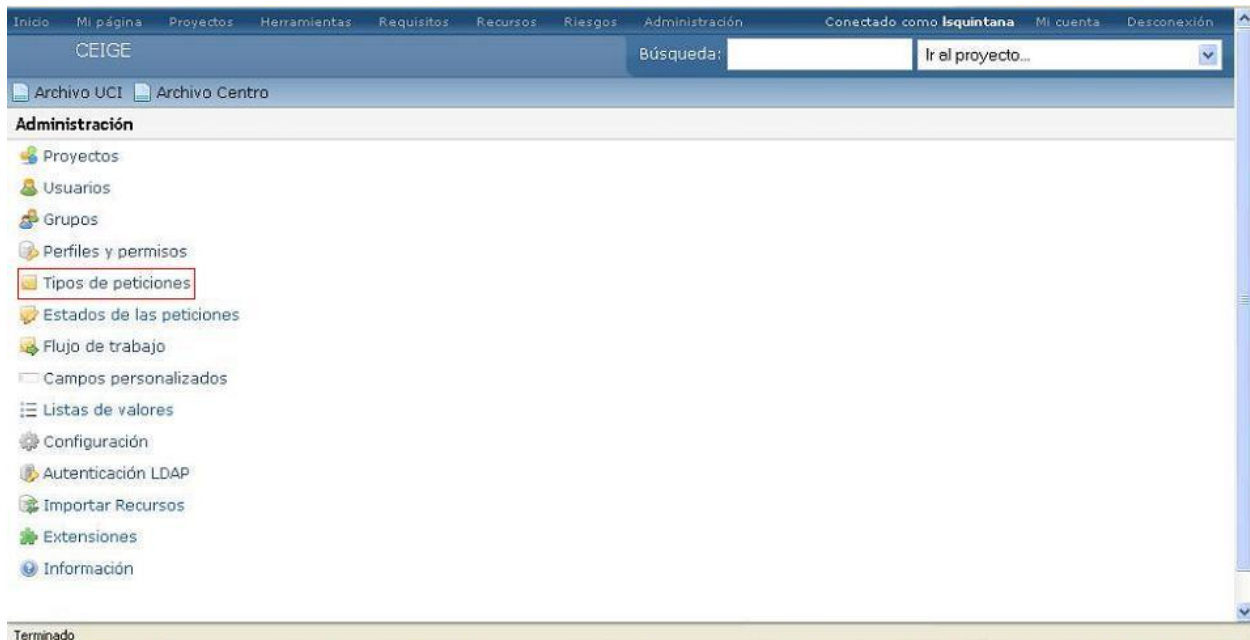 Inicio Mi página Proyectos Herramientas Requisitos Recursos Riesgos Administración Conectado como lsquintana Mi cuenta Desconexión
CEIGE Búsqueda: Ir al proyecto...
Archivo UCI Archivo Centro
Administración
Proyectos
Usuarios
Grupos
Perfiles y permisos
Tipos de peticiones
Estados de las peticiones
Flujo de trabajo
Campos personalizados
Listas de valores
Configuración
Autenticación LDAP
Importar Recursos
Extensiones
Información
Terminado